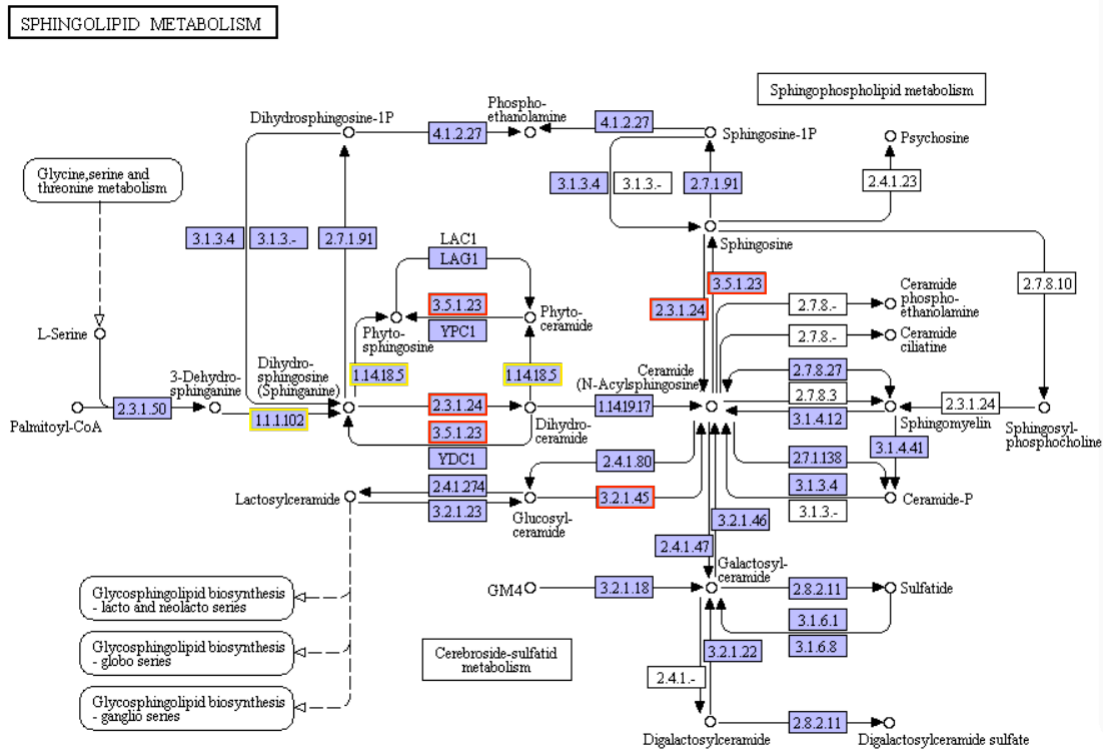 SPHINGOLIPID METABOLISM
Sphingophospholipid metabolism
Phospho-
ethanolamine
Dihydrosphingosine-1P
4.1.2.27
4.1.2.27
Sphingosine-1P
Psychosine
Glycine,serine and
threonine metabolism
3.1.3.4
3.1.3.-
2.7.1.91
2.4.1.23
3.1.3.4
3.1.3.-
2.7.1.91
LAC1
LAG1
Sphingosine
3.5.1.23
2.7.8.10
3.5.1.23
2.3.1.24
2.7.8.-
Ceramide
phospho-
ethanolamine
L-Serine
Phyto-
sphingosine
YPC1
Phyto-
ceramide
2.7.8.-
Ceramide
ciliatine
3-Dehydro-
sphinganine
Dihydro-
sphingosine
(Sphinganine)
1.14.18.5
1.14.18.5
Ceramide
(N-Acylsphingosine)
2.7.8.27
2.7.8.3
Palmitoyl-CoA
2.3.1.50
1.1.1.102
2.3.1.24
Dihydro-
ceramide
1.14.19.17
3.1.4.12
Sphingomyelin
2.3.1.24
Sphingosyl-
phosphocholine
3.5.1.23
YDC1
3.1.4.41
2.4.1.80
2.7.1.138
Lactosylceramide
2.4.1.274
3.2.1.23
Glucosyl-
ceramide
3.2.1.45
3.1.3.4
3.1.3.-
Ceramide-P
3.2.1.46
2.4.1.47
Galactosyl-
ceramide
GM4
3.2.1.18
2.8.2.11
Sulfatide
Glycosphingolipid biosynthesis
- lacto and neolacto series
3.1.6.1
3.1.6.8
Glycosphingolipid biosynthesis
- globo series
Cerebroside-sulfatid
metabolism
3.2.1.22
2.4.1.-
Glycosphingolipid biosynthesis
- ganglio series
Digalactosylceramide
2.8.2.11
Digalactosylceramide sulfate